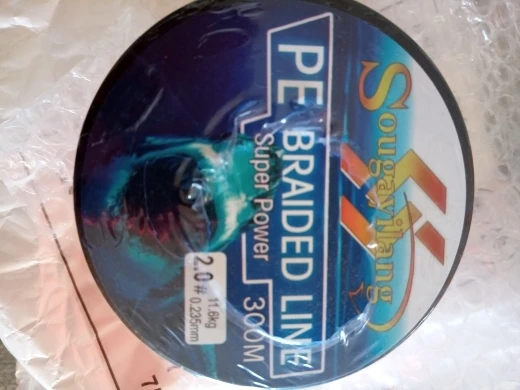 Sougayilang
PE BRAIDED LINE
Super Power 300M
11.6kg
2.0# 0.235mm